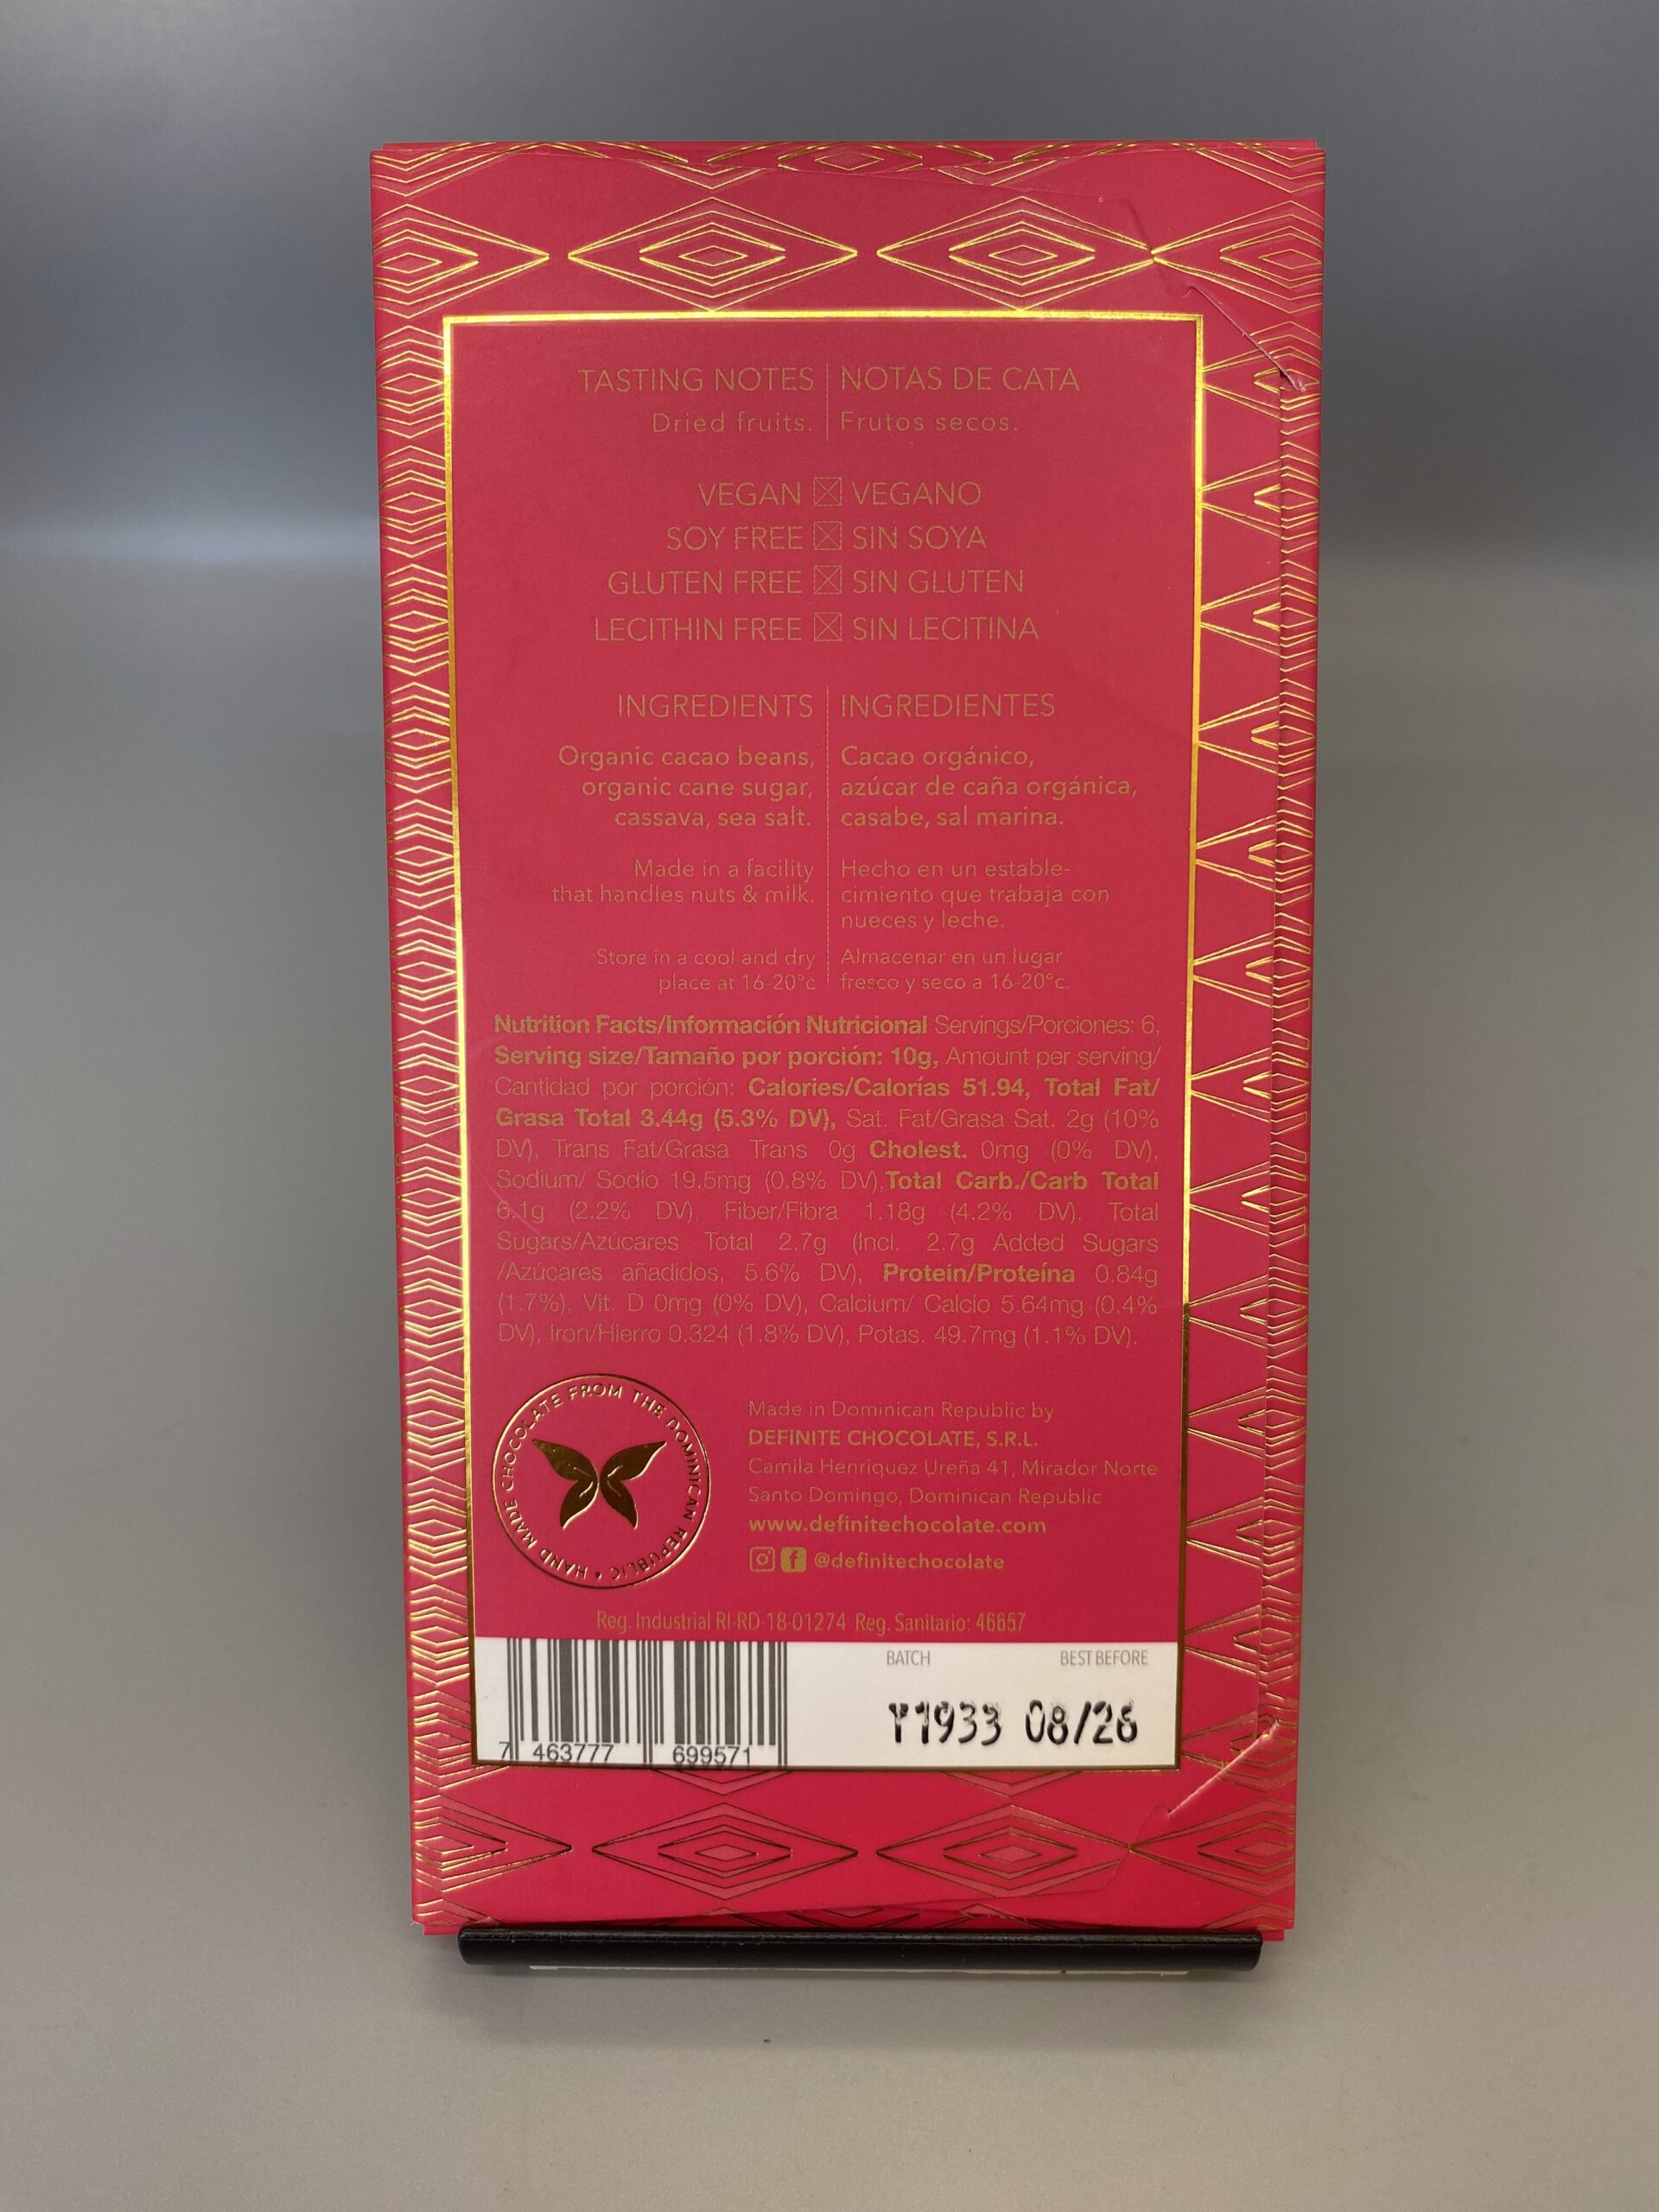 TASTING NOTES | NOTAS DE CATA
Dried fruits. | Frutos secos.
VEGAN ☒ VEGANO
SOY FREE ☒ SIN SOYA
GLUTEN FREE ☒ SIN GLUTEN
LECITHIN FREE ☒ SIN LECITINA
INGREDIENTS
Organic cacao beans,
organic cane sugar,
cassava, sea salt.
Made in a facility
that handles nuts & milk.
Store in a cool and dry
place at 16-20°c
INGREDIENTES
Cacao orgánico,
azúcar de caña orgánica,
casabe, sal marina.
Hecho en un estable-
cimiento que trabaja con
nueces y leche.
Almacenar en un lugar
fresco y seco a 16-20°c.
Nutrition Facts/Información Nutricional Servings/Porciones: 6,
Serving size/Tamaño por porción: 10g, Amount per serving/
Cantidad por porción: Calories/Calorías 51.94, Total Fat/
Grasa Total 3.44g (5.3% DV), Sat. Fat/Grasa Sat. 2g (10%
DV), Trans Fat/Grasa Trans 0g Cholest. 0mg (0% DV),
Sodium/ Sodio 19.5mg (0.8% DV),Total Carb./Carb Total
6.1g (2.2% DV), Fiber/Fibra 1.18g (4.2% DV), Total
Sugars/Azúcares Total 2.7g (Incl. 2.7g Added Sugars
/Azúcares añadidos, 5.6% DV), Protein/Proteína 0.84g
(1.7%), Vit. D 0mg (0% DV), Calcium/ Calcio 5.64mg (0.4%
DV), Iron/Hierro 0.324 (1.8% DV), Potas. 49.7mg (1.1% DV).
HAND MADE CHOCOLATE FROM THE DOMINICAN REPUBLIC •
Made in Dominican Republic by
DEFINITE CHOCOLATE, S.R.L.
Camila Henriquez Ureña 41, Mirador Norte
Santo Domingo, Dominican Republic
www.definitechocolate.com
@definitechocolate
Reg. Industrial RI-RD-18-01274 Reg. Sanitario: 46657
BATCH BEST BEFORE
Y1933 08/26
7 463777 699571